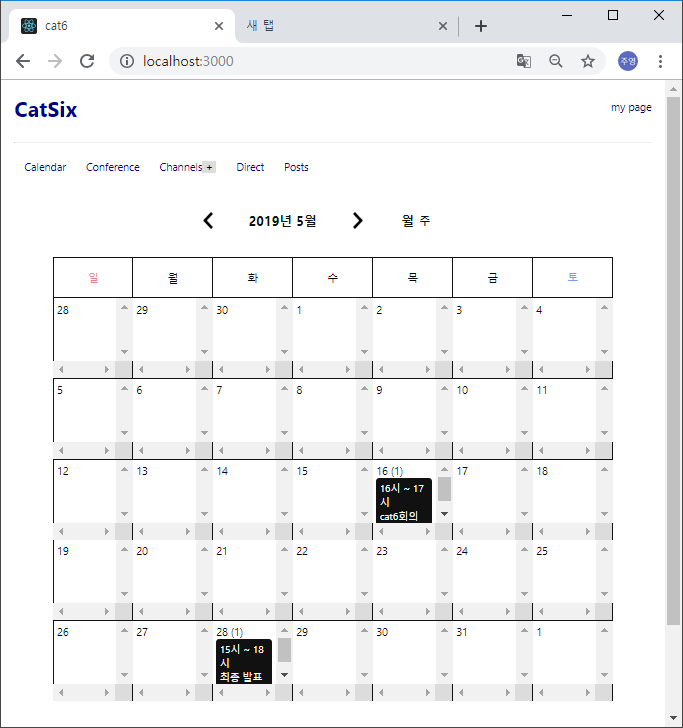 cat6
새 탭
localhost:3000
주영
CatSix
my page
Calendar Conference Channels + Direct Posts
2019년 5월 월 주
일 월 화 수 목 금 토
28 29 30 1 2 3 4
5 6 7 8 9 10 11
12 13 14 15 16 (1) 17 18
16시 ~ 17
시
cat6회의
19 20 21 22 23 24 25
26 27 28 (1) 29 30 31 1
15시 ~ 18
시
최종 발표